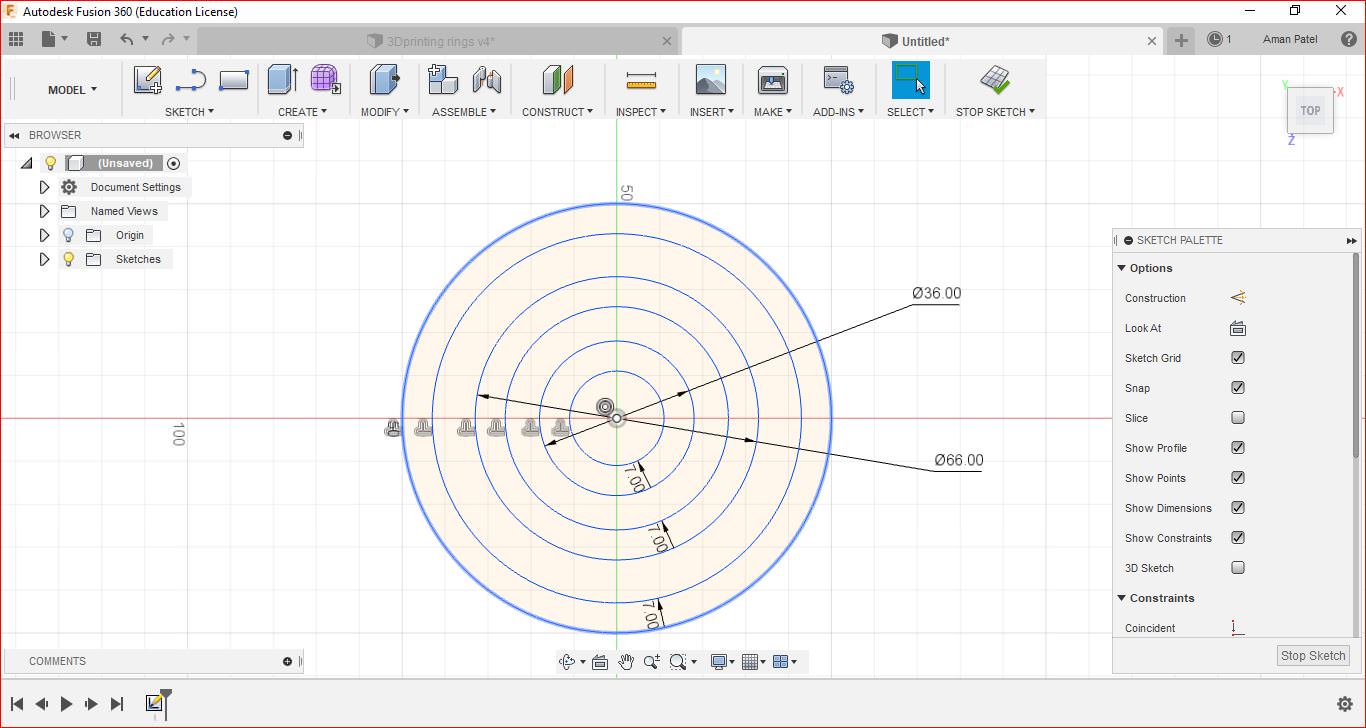 Autodesk Fusion 360 (Education License)
3Dprinting rings v4*
Untitled*
1
Aman Patel
MODEL
SKETCH
CREATE
MODIFY
ASSEMBLE
CONSTRUCT
INSPECT
INSERT
MAKE
ADD-INS
SELECT
STOP SKETCH
Y
X
TOP
Z
BROWSER
(Unsaved)
Document Settings
Named Views
Origin
Sketches
50
100
Ø36.00
Ø66.00
7.00
7.00
7.00
SKETCH PALETTE
Options
Construction
Look At
Sketch Grid
Snap
Slice
Show Profile
Show Points
Show Dimensions
Show Constraints
3D Sketch
Constraints
Coincident
Stop Sketch
COMMENTS